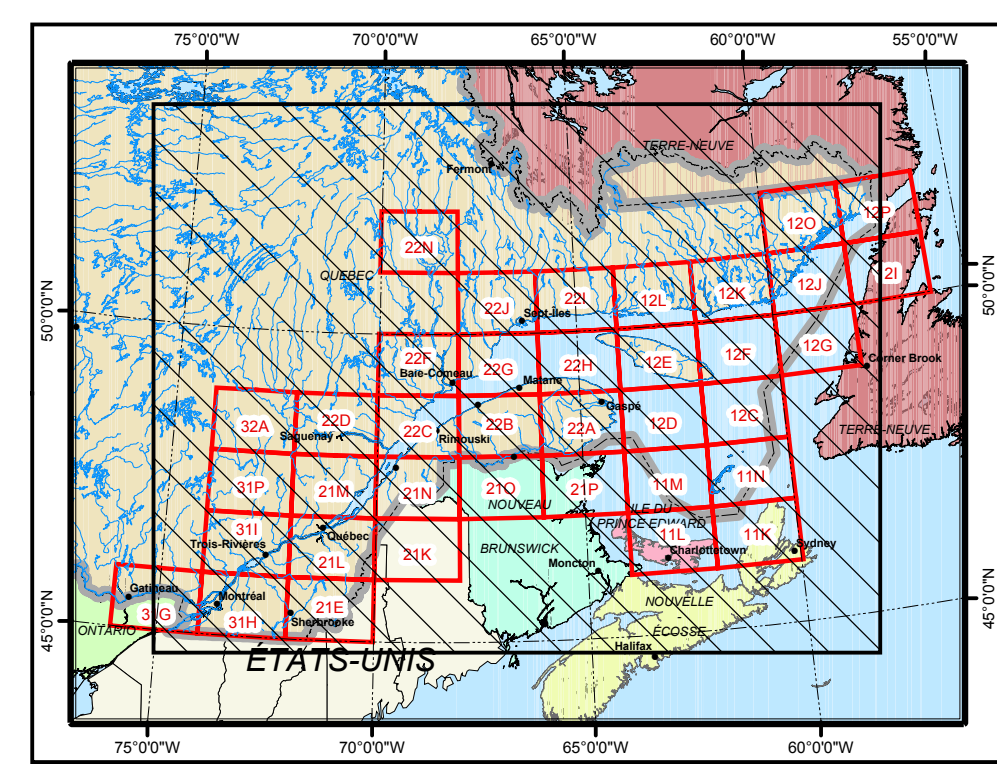 75°0'0"W 70°0'0"W 65°0'0"W 60°0'0"W 55°0'0"W
TERRE-NEUVE
Fermont
12P
12O
22N
QUEBEC
2I
12J
12K
12L
22I
22J
Sept-Iles
50°0'0"N
50°0'0"N
12G
12F
12E
22H
22G
22F
Corner Brook
Baie-Comeau
Matane
Gaspé
12C
12D
22A
22B
22C
22D
32A
Saguenay
Rimouski
TERRE-NEUVE
11N
11M
21P
21O
21N
21M
31P
NOUVEAU
ILE DU
PRINCE EDWARD
11K
11L
31I
Québec
Trois-Rivières
21L
21K
BRUNSWICK
Charlottetown
Sydney
Moncton
Gatineau
Montréal
31G
31H
21E
Sherbrooke
NOUVELLE
ÉCOSSE
ONTARIO
Halifax
45°0'0"N
45°0'0"N
ÉTATS-UNIS
75°0'0"W 70°0'0"W 65°0'0"W 60°0'0"W